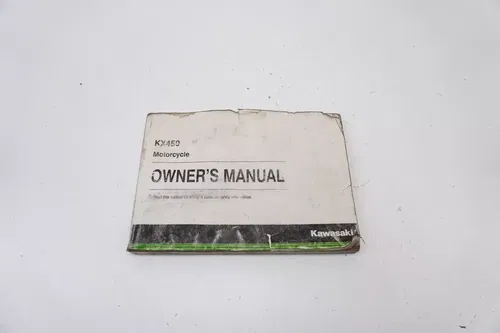 KX450
Motorcycle
OWNER'S MANUAL
Kawasaki